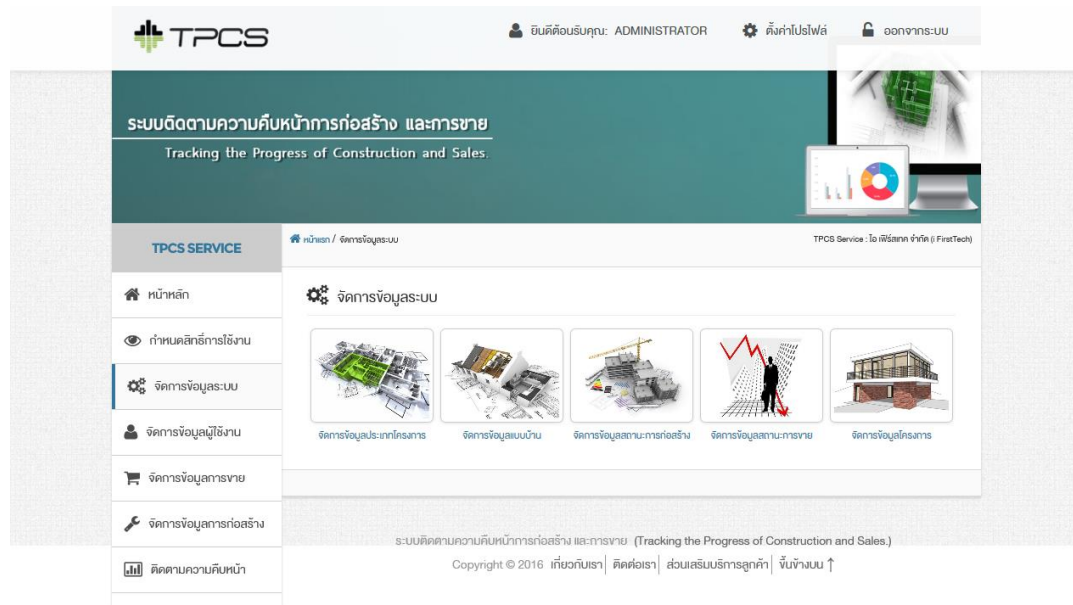 TPCS
ยินดีต้อนรับคุณ: ADMINISTRATOR
ตั้งค่าโปรไฟล์
ออกจากระบบ
ระบบติดตามความคืบหน้าการก่อสร้าง และการขาย
Tracking the Progress of Construction and Sales.
TPCS SERVICE
หน้าแรก / จัดการข้อมูลระบบ
TPCS Service : ไอ เฟิร์สเทค จำกัด (i FirstTech)
หน้าหลัก
กำหนดสิทธิ์การใช้งาน
จัดการข้อมูลระบบ
จัดการข้อมูลผู้ใช้งาน
จัดการข้อมูลการขาย
จัดการข้อมูลการก่อสร้าง
ติดตามความคืบหน้า
จัดการข้อมูลระบบ
จัดการข้อมูลประเภทโครงการ
จัดการข้อมูลแบบบ้าน
จัดการข้อมูลสถานะการก่อสร้าง
จัดการข้อมูลสถานะการขาย
จัดการข้อมูลโครงการ
ระบบติดตามความคืบหน้าการก่อสร้าง และการขาย (Tracking the Progress of Construction and Sales.)
Copyright © 2016 เกี่ยวกับเรา| ติดต่อเรา| ส่วนเสริมบริการลูกค้า| ขึ้นข้างบน ↑